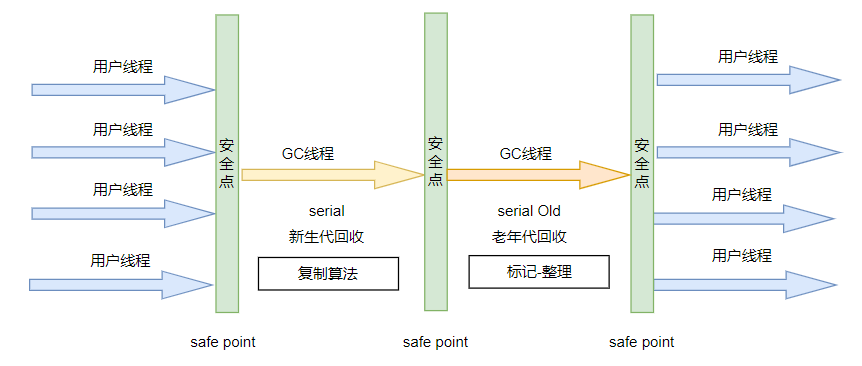 用户线程
用户线程
用户线程
用户线程
安全点
GC线程
serial
新生代回收
复制算法
安全点
GC线程
serial Old
老年代回收
标记-整理
安全点
用户线程
用户线程
用户线程
用户线程
safe point
safe point
safe point